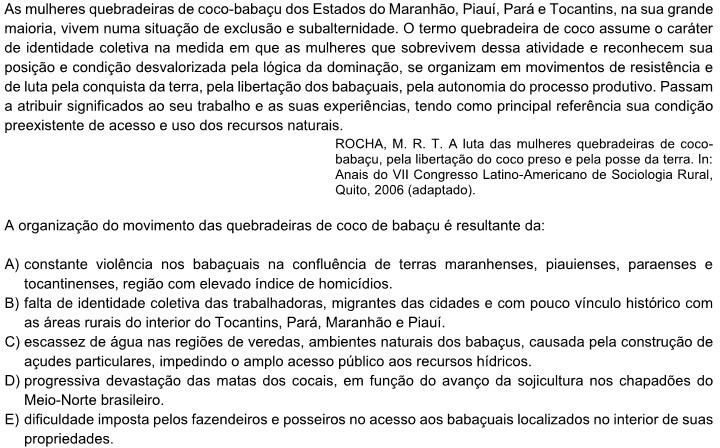 As mulheres quebradeiras de coco-babaçu dos Estados do Maranhão, Piauí, Pará e Tocantins, na sua grande
maioria, vivem numa situação de exclusão e subalternidade. O termo quebradeira de coco assume o caráter
de identidade coletiva na medida em que as mulheres que sobrevivem dessa atividade e reconhecem sua
posição e condição desvalorizada pela lógica da dominação, se organizam em movimentos de resistência e
de luta pela conquista da terra, pela libertação dos babaçuais, pela autonomia do processo produtivo. Passam
a atribuir significados ao seu trabalho e as suas experiências, tendo como principal referência sua condição
preexistente de acesso e uso dos recursos naturais.
ROCHA, M. R. T. A luta das mulheres quebradeiras de coco-
babaçu, pela libertação do coco preso e pela posse da terra. In:
Anais do VII Congresso Latino-Americano de Sociologia Rural,
Quito, 2006 (adaptado).
A organização do movimento das quebradeiras de coco de babaçu é resultante da:
A) constante violência nos babaçuais na confluência de terras maranhenses, piauienses, paraenses e
tocantinenses, região com elevado índice de homicídios.
B) falta de identidade coletiva das trabalhadoras, migrantes das cidades e com pouco vínculo histórico com
as áreas rurais do interior do Tocantins, Pará, Maranhão e Piauí.
C) escassez de água nas regiões de veredas, ambientes naturais dos babaçus, causada pela construção de
açudes particulares, impedindo o amplo acesso público aos recursos hídricos.
D) progressiva devastação das matas dos cocais, em função do avanço da sojicultura nos chapadões do
Meio-Norte brasileiro.
E) dificuldade imposta pelos fazendeiros e posseiros no acesso aos babaçuais localizados no interior de suas
propriedades.